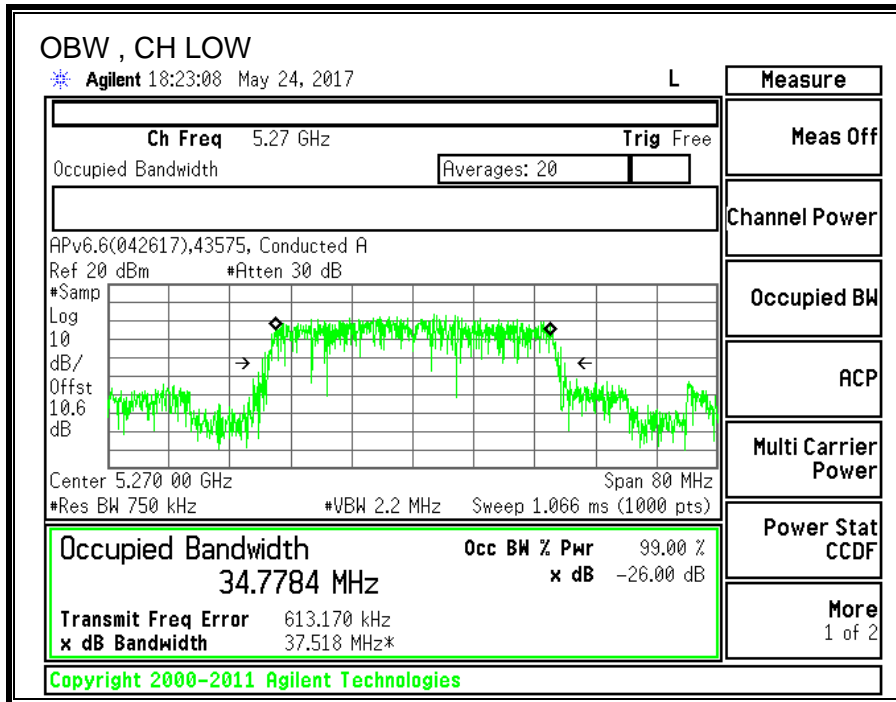 OBW , CH LOW
Agilent 18:23:08 May 24, 2017 L
Measure
Ch Freq 5.27 GHz Trig Free
Occupied Bandwidth Averages: 20
APv6.6(042617),43575, Conducted A
Ref 20 dBm #Atten 30 dB
#Samp
Log
10
dB/
Offst
10.6
dB
Center 5.270 00 GHz Span 80 MHz
#Res BW 750 kHz #VBW 2.2 MHz Sweep 1.066 ms (1000 pts)
Occupied Bandwidth Occ BW % Pwr 99.00 %
34.7784 MHz x dB -26.00 dB
Transmit Freq Error 613.170 kHz
x dB Bandwidth 37.518 MHz*
Copyright 2000-2011 Agilent Technologies
Meas Off
Channel Power
Occupied BW
ACP
Multi Carrier
Power
Power Stat
CCDF
More
1 of 2